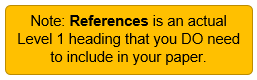 Note: References is an actual
Level 1 heading that you DO need
to include in your paper.